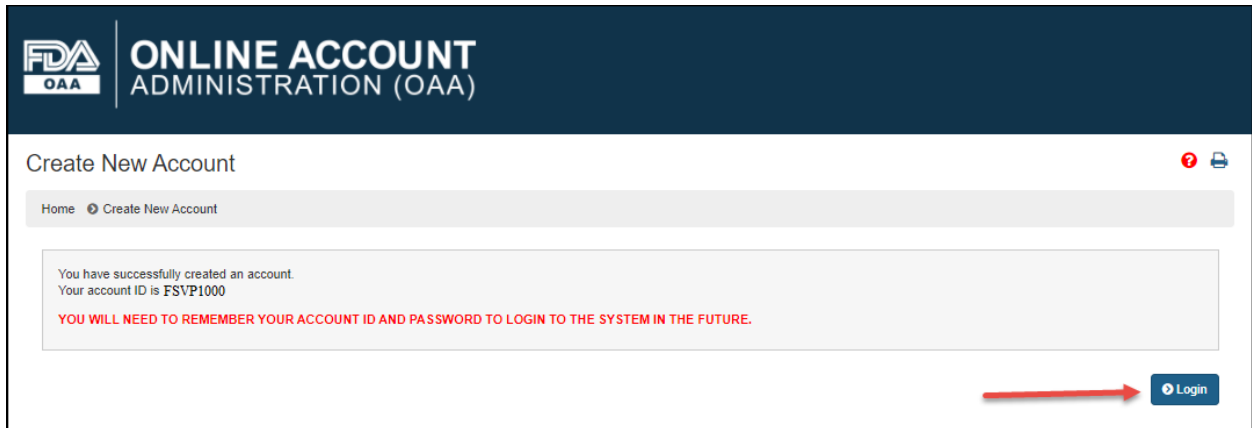 FDA
OAA
ONLINE ACCOUNT
ADMINISTRATION (OAA)
Create New Account
?
Home Create New Account
You have successfully created an account.
Your account ID is FSVP1000
YOU WILL NEED TO REMEMBER YOUR ACCOUNT ID AND PASSWORD TO LOGIN TO THE SYSTEM IN THE FUTURE.
Login